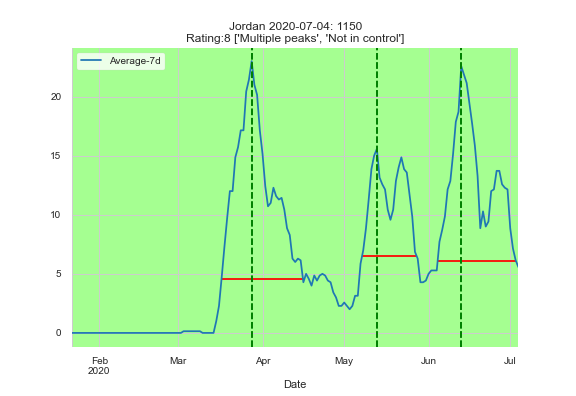 Jordan 2020-07-04: 1150
Rating:8 ['Multiple peaks', 'Not in control']
Average-7d
20
15
10
5
0
Feb
2020
Mar
Apr
May
Jun
Jul
Date